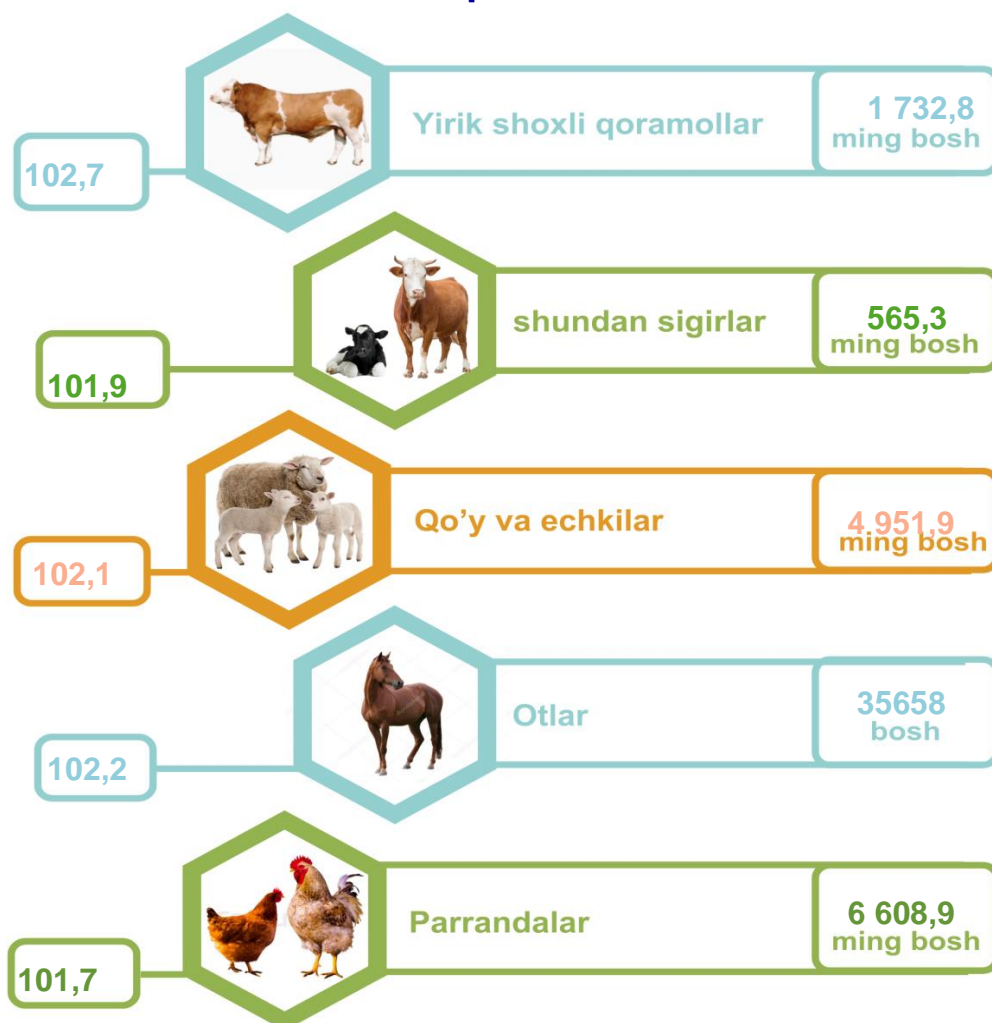 Yirik shoxli qoramollar
1 732,8
ming bosh
102,7
shundan sigirlar
565,3
ming bosh
101,9
Qo’y va echkilar
4 951,9
ming bosh
102,1
Otlar
35658
bosh
102,2
Parrandalar
6 608,9
ming bosh
101,7